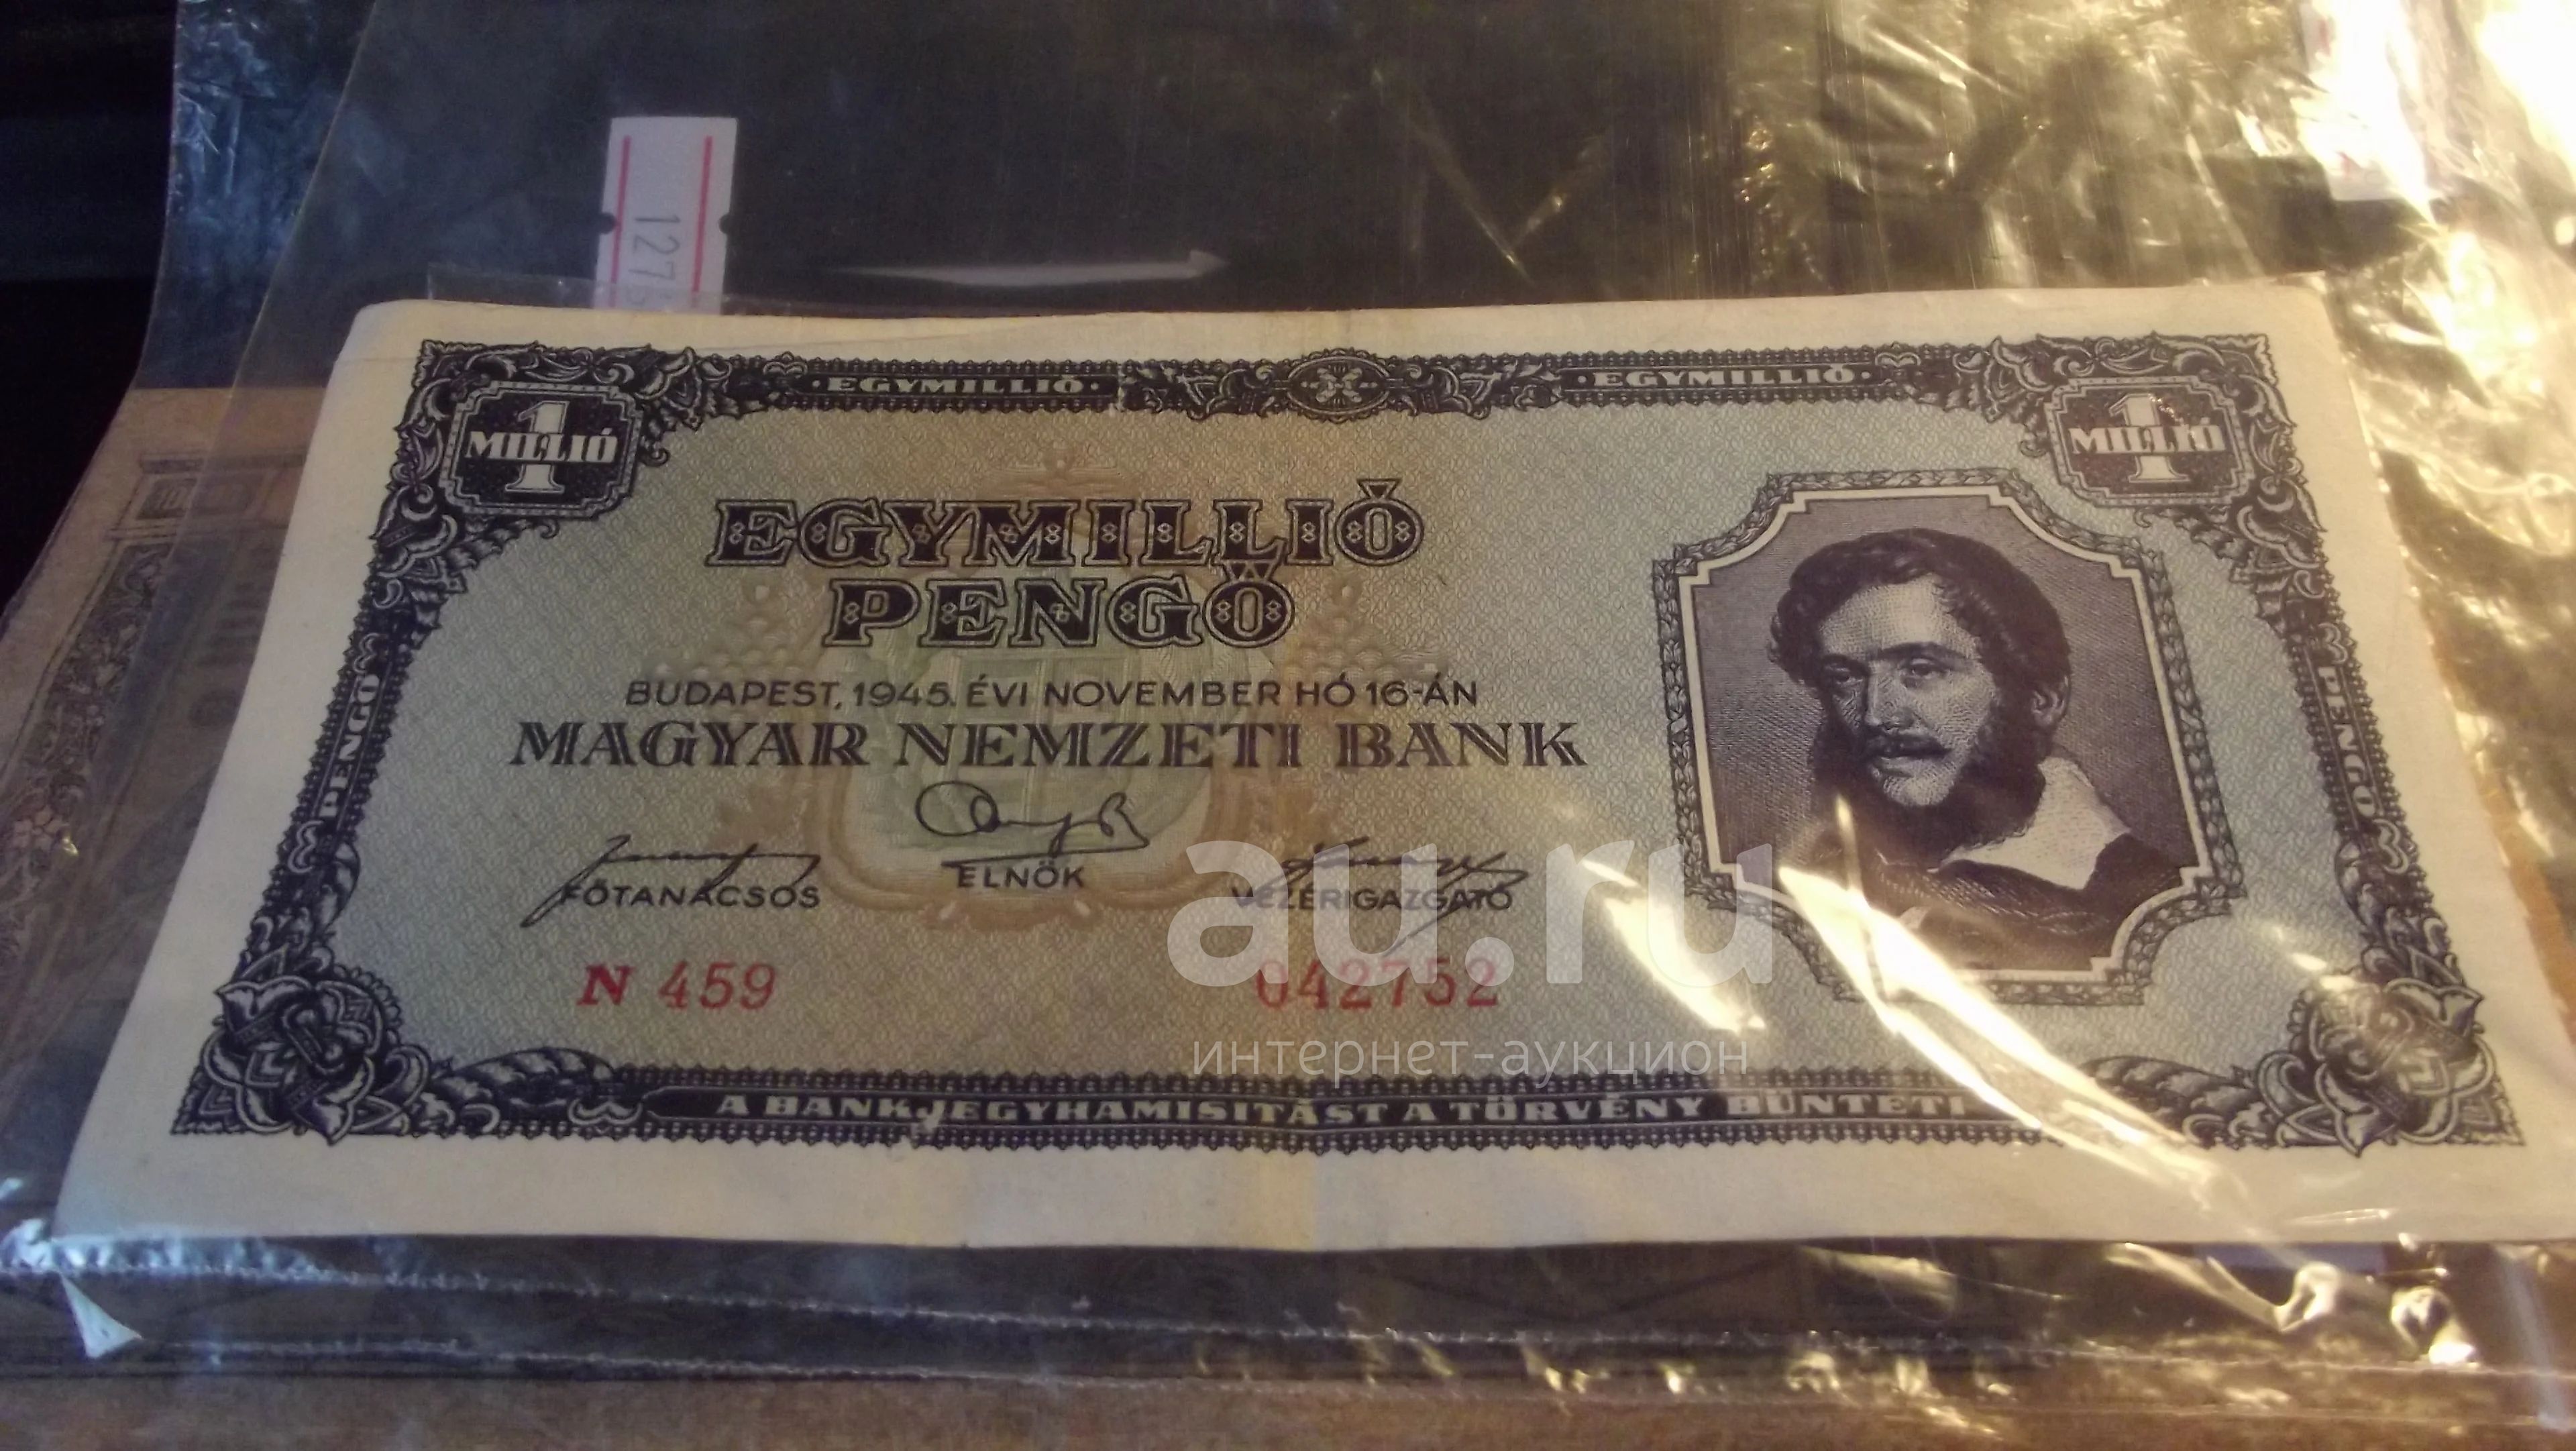 1273
·EGYMILLIÓ·
·EGYMILLIÓ·
1
MILLIÓ
1
MILLIÓ
EGYMILLIÓ
PENGŐ
BUDAPEST, 1945. ÉVI NOVEMBER HÓ 16-ÁN
MAGYAR NEMZETI BANK
PENGŐ
PENGŐ
FŐTANÁCSOS
ELNÖK
VEZÉRIGAZGATÓ
au.ru
N 459
042752
интернет-аукцион
A BANKJEGYHAMISITÁST A TÖRVÉNY BÜNTETI